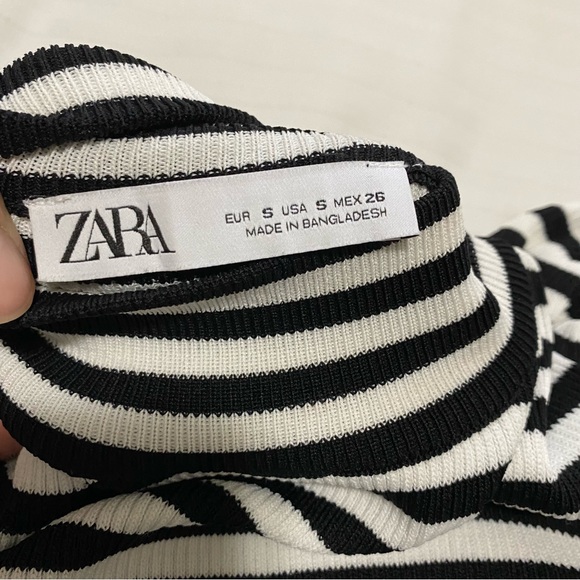 ZARA
EUR S USA S MEX 26
MADE IN BANGLADESH